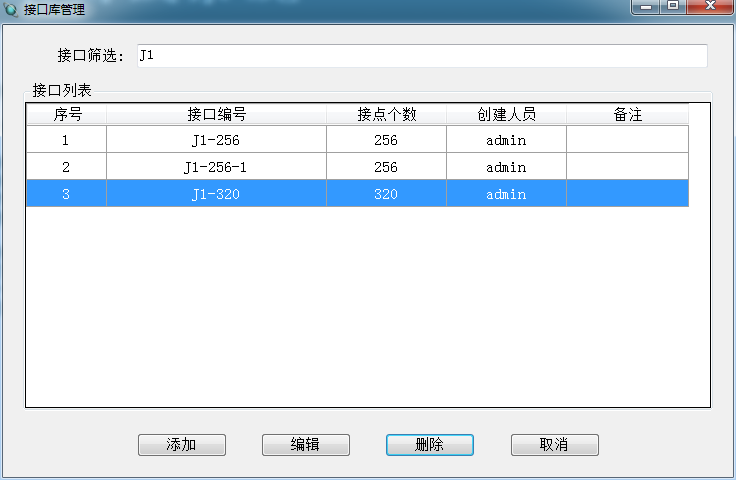 接口库管理
接口筛选： J1
接口列表
序号 接口编号 接点个数 创建人员 备注
1 J1-256 256 admin
2 J1-256-1 256 admin
3 J1-320 320 admin
添加 编辑 删除 取消